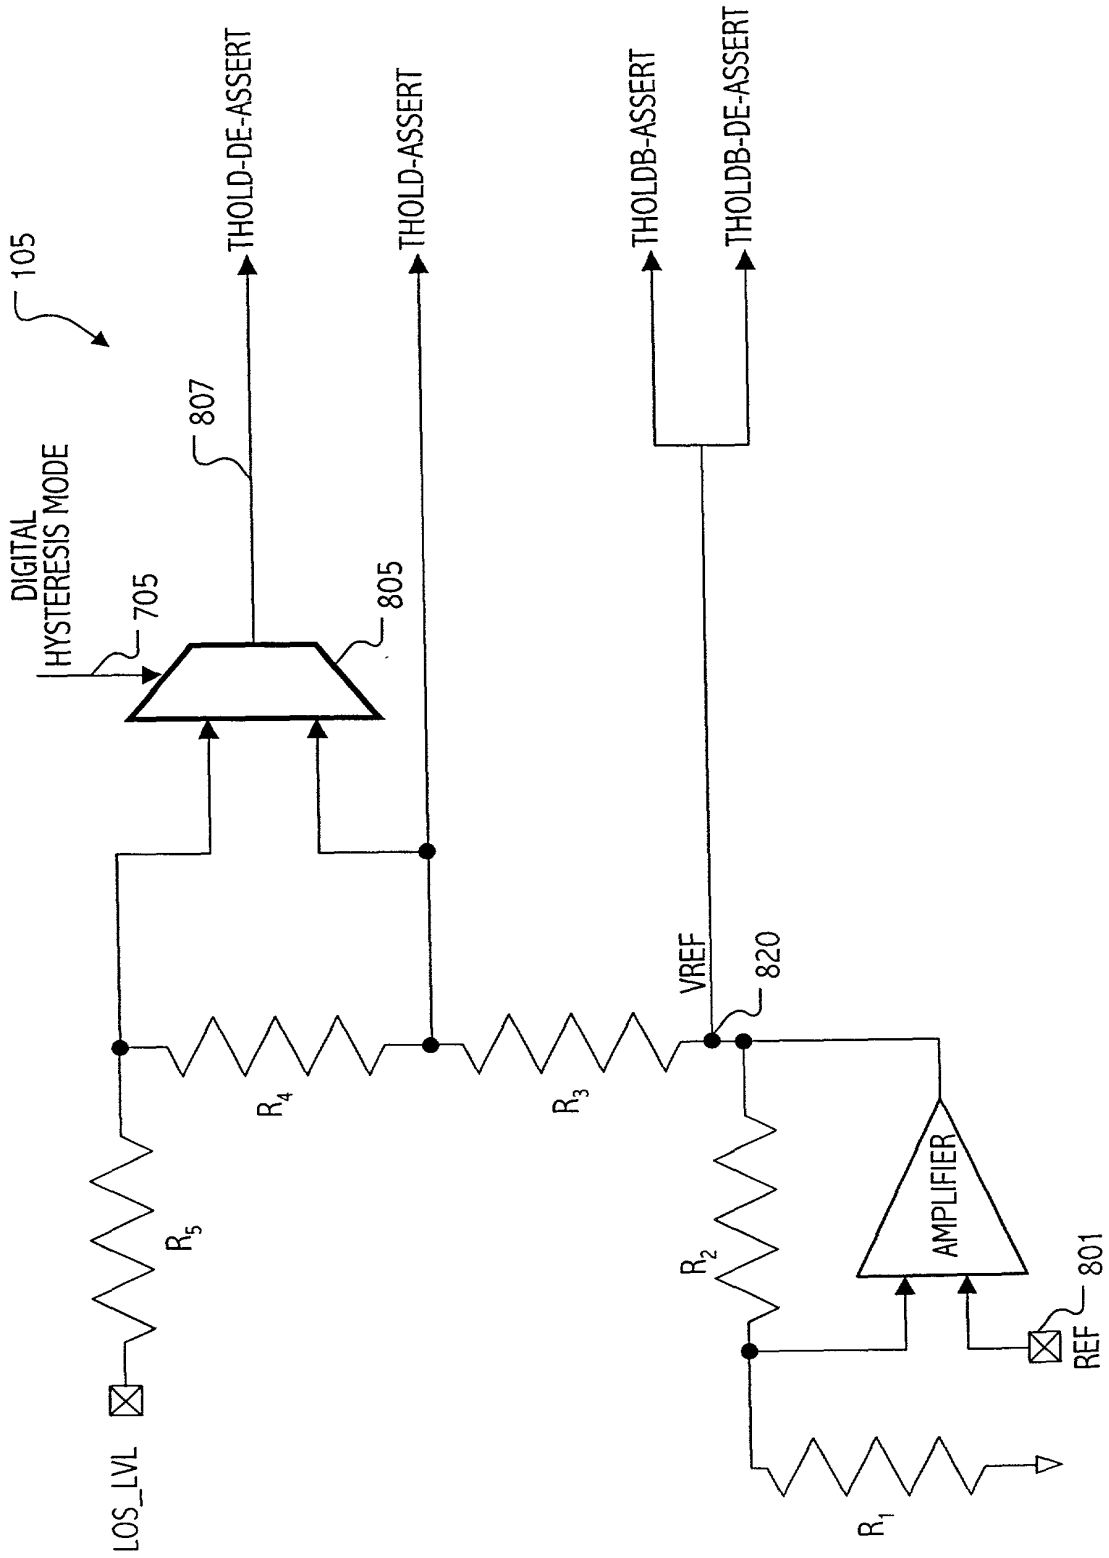 105
DIGITAL
HYSTERESIS MODE
705
807
THOLD-DE-ASSERT
805
THOLD-ASSERT
LOS_LVL
R5
R4
R3
VREF
820
THOLDB-ASSERT
THOLDB-DE-ASSERT
R2
R1
AMPLIFIER
801
REF